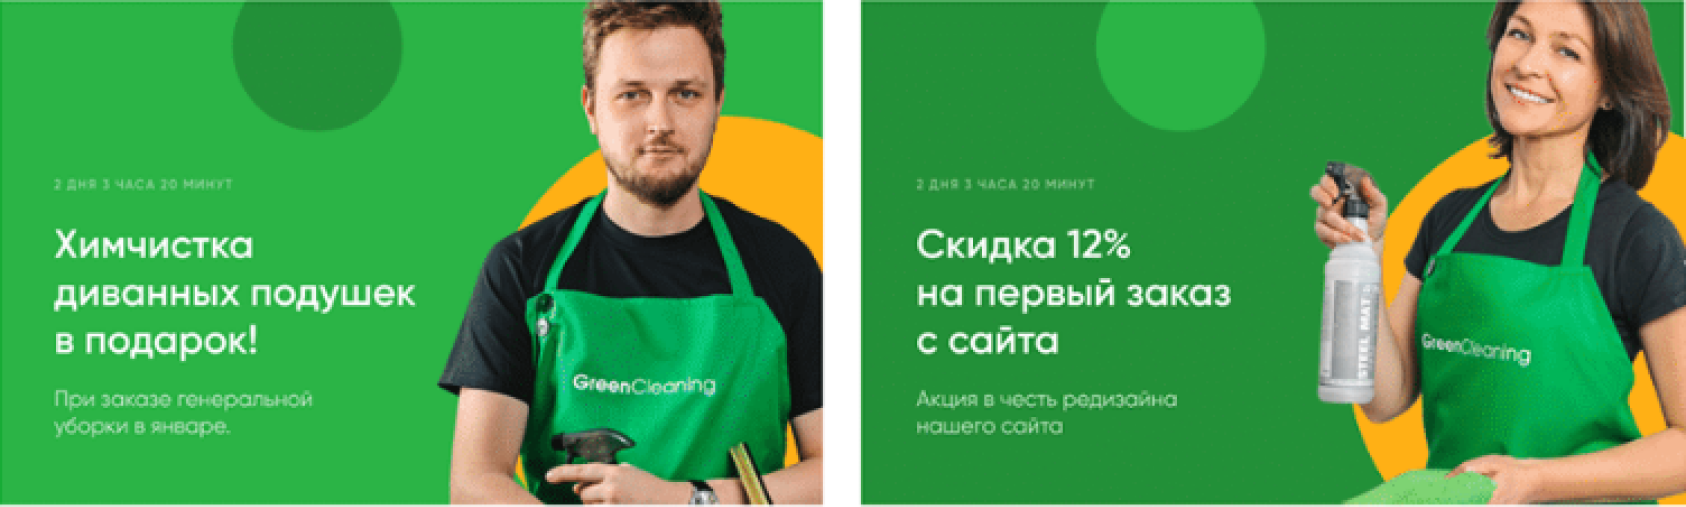 2 ДНЯ 3 ЧАСА 20 МИНУТ
Химчистка
диванных подушек
в подарок!
При заказе генеральной
уборки в январе.
GreenCleaning
2 ДНЯ 3 ЧАСА 20 МИНУТ
Скидка 12%
на первый заказ
с сайта
Акция в честь редизайна
нашего сайта
STEEL MAT
GreenCleaning